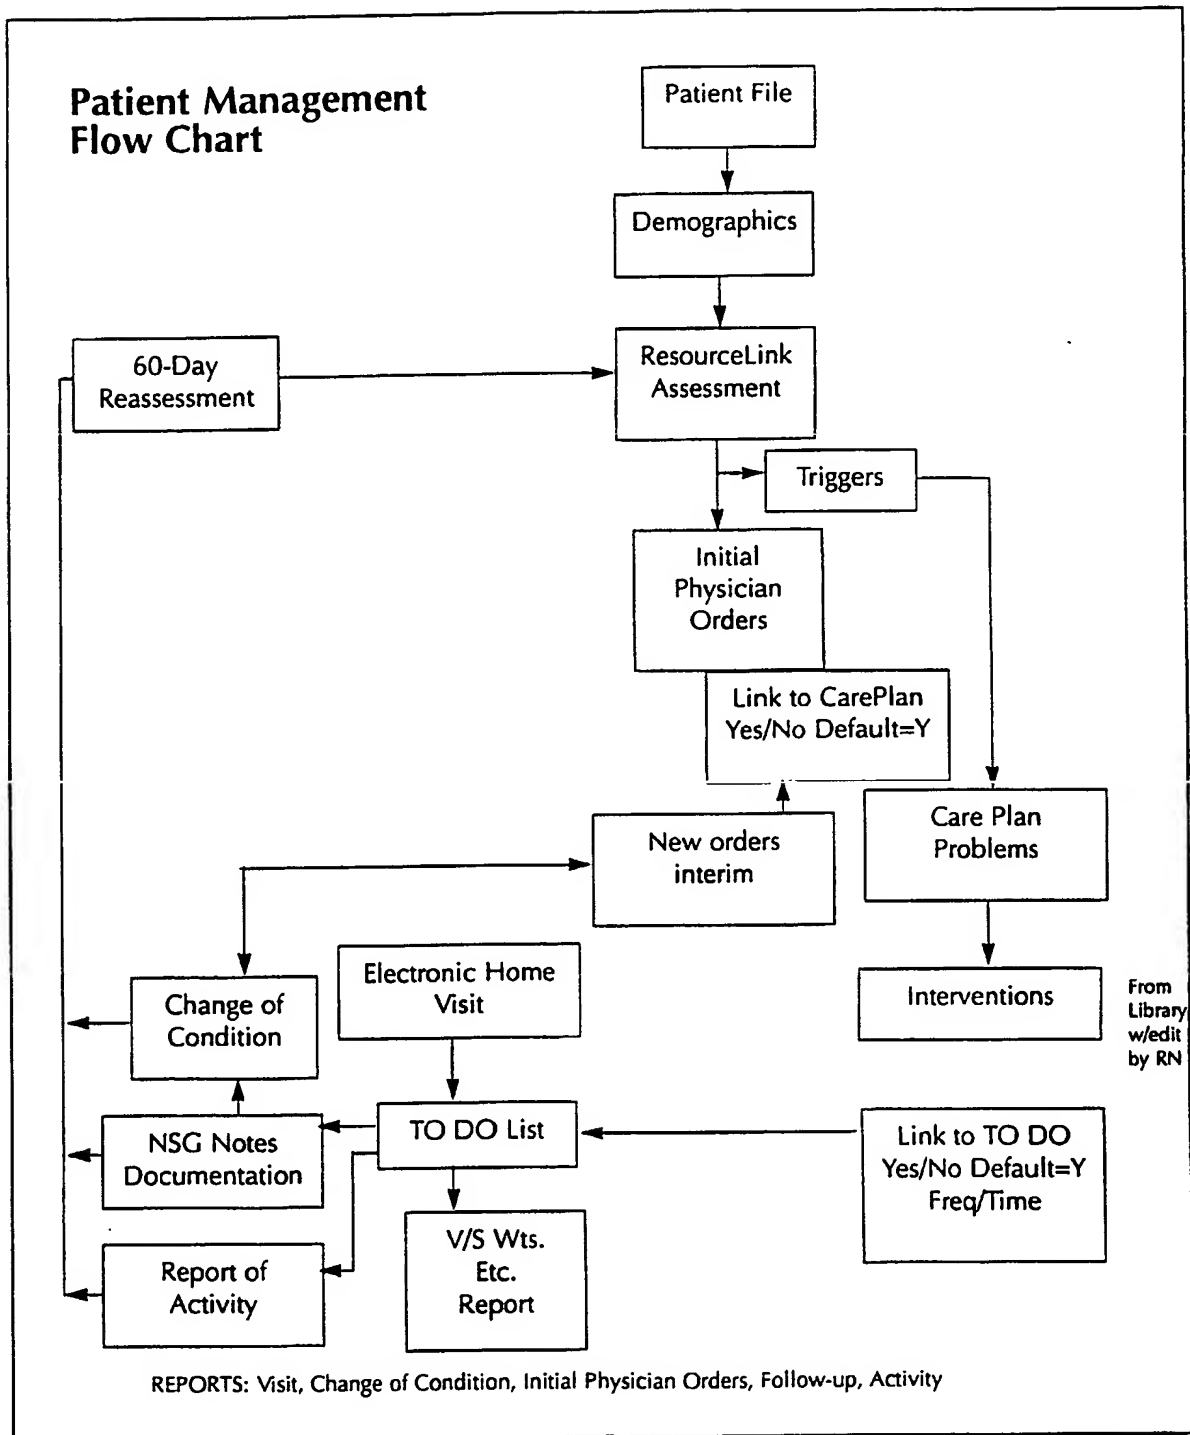 Patient Management
Flow Chart
Patient File
Demographics
60-Day
Reassessment
ResourceLink
Assessment
Triggers
Initial
Physician
Orders
Link to CarePlan
Yes/No Default=Y
New orders
interim
Care Plan
Problems
Electronic Home
Visit
Change of
Condition
Interventions
From
Library
w/edit
by RN
NSG Notes
Documentation
TO DO List
Link to TO DO
Yes/No Default=Y
Freq/Time
V/S Wts.
Etc.
Report
Report of
Activity
REPORTS: Visit, Change of Condition, Initial Physician Orders, Follow-up, Activity